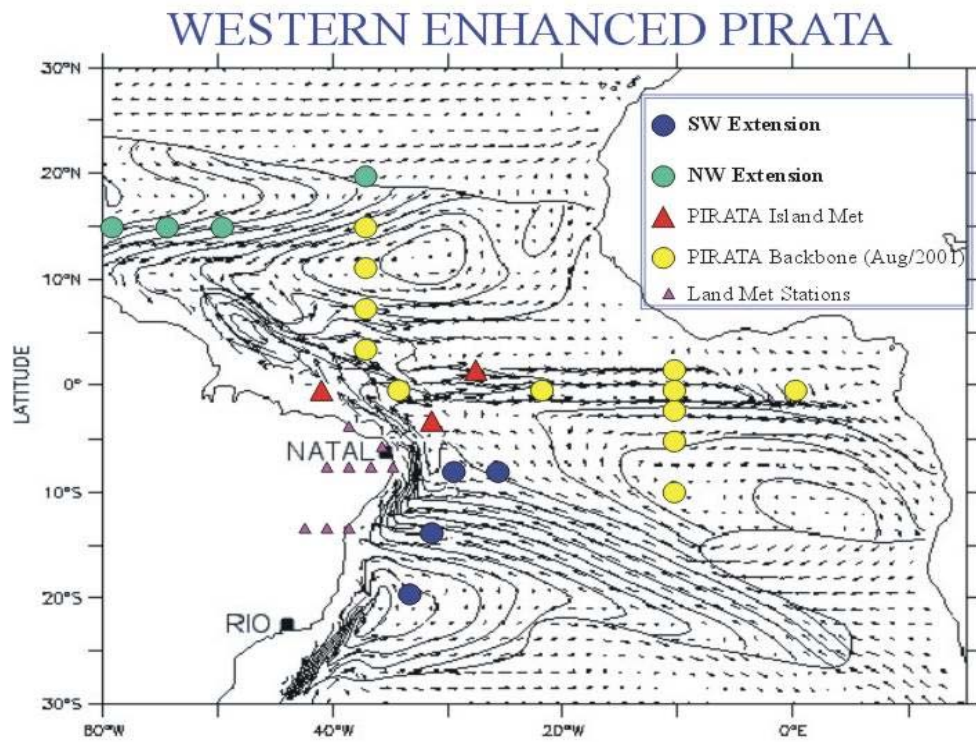 WESTERN ENHANCED PIRATA
30°N
SW Extension
20°N
NW Extension
PIRATA Island Met
10°N
PIRATA Backbone (Aug/2001)
Land Met Stations
LATITUDE
0°
NATAL
10°S
20°S
RIO
30°S
60°W
40°W
20°W
0°E